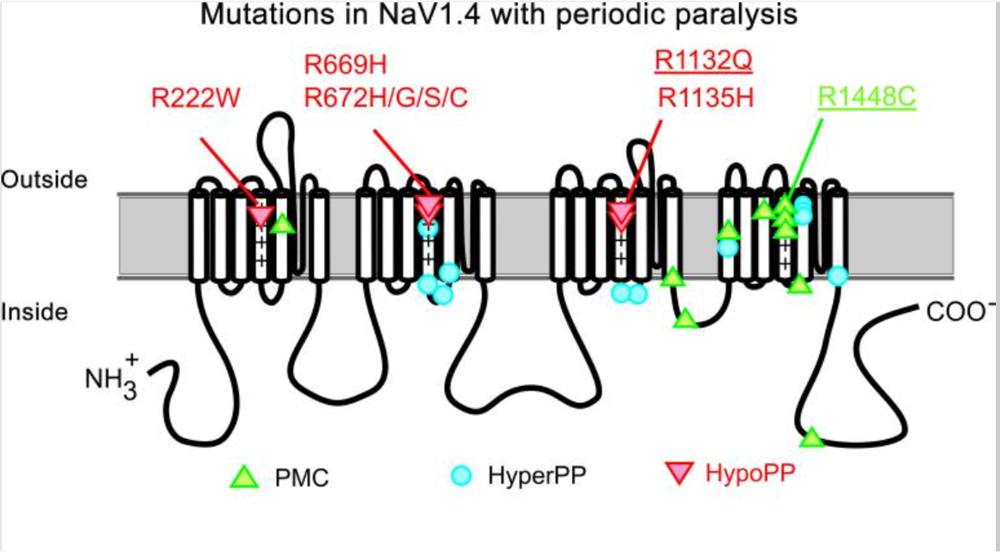 Mutations in NaV1.4 with periodic paralysis
R669H
R1132Q
R222W
R672H/G/S/C
R1135H
R1448C
Outside
Inside
COO⁻
NH₃⁺
PMC
HyperPP
HypoPP